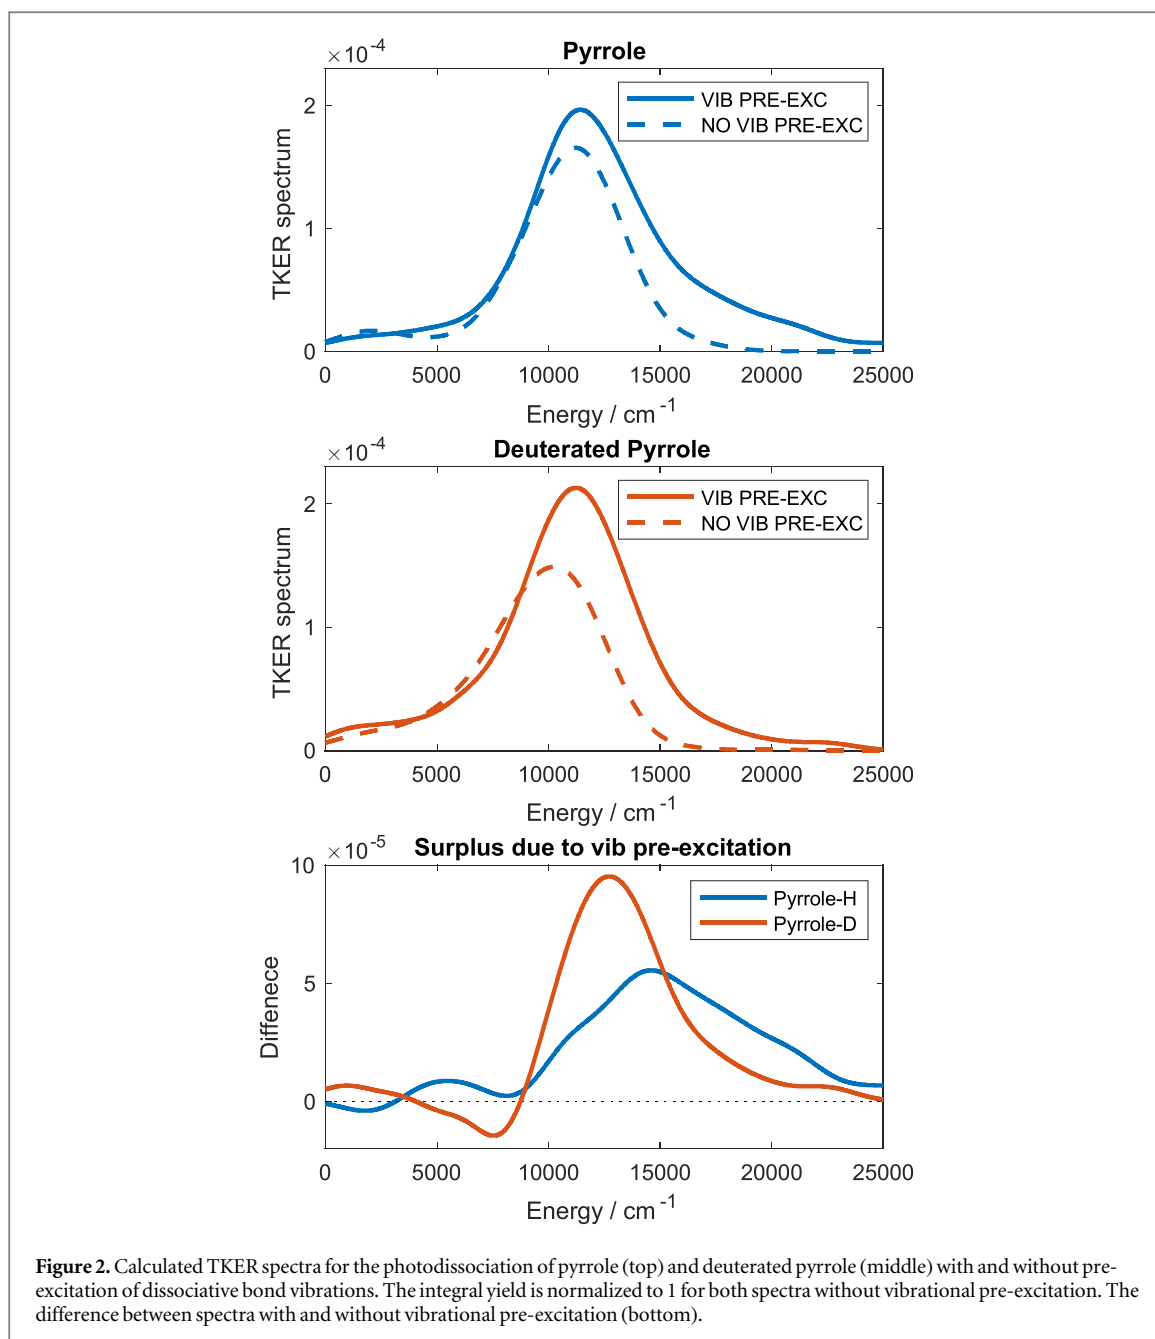 Pyrrole
×10-4
VIB PRE-EXC
NO VIB PRE-EXC
TKER spectrum
2
1
0
0 5000 10000 15000 20000 25000
Energy / cm-1
Deuterated Pyrrole
×10-4
VIB PRE-EXC
NO VIB PRE-EXC
TKER spectrum
2
1
0
0 5000 10000 15000 20000 25000
Energy / cm-1
Surplus due to vib pre-excitation
×10-5
Pyrrole-H
Pyrrole-D
Diffenece
10
5
0
0 5000 10000 15000 20000 25000
Energy / cm-1
Figure 2. Calculated TKER spectra for the photodissociation of pyrrole (top) and deuterated pyrrole (middle) with and without pre-
excitation of dissociative bond vibrations. The integral yield is normalized to 1 for both spectra without vibrational pre-excitation. The
difference between spectra with and without vibrational pre-excitation (bottom).